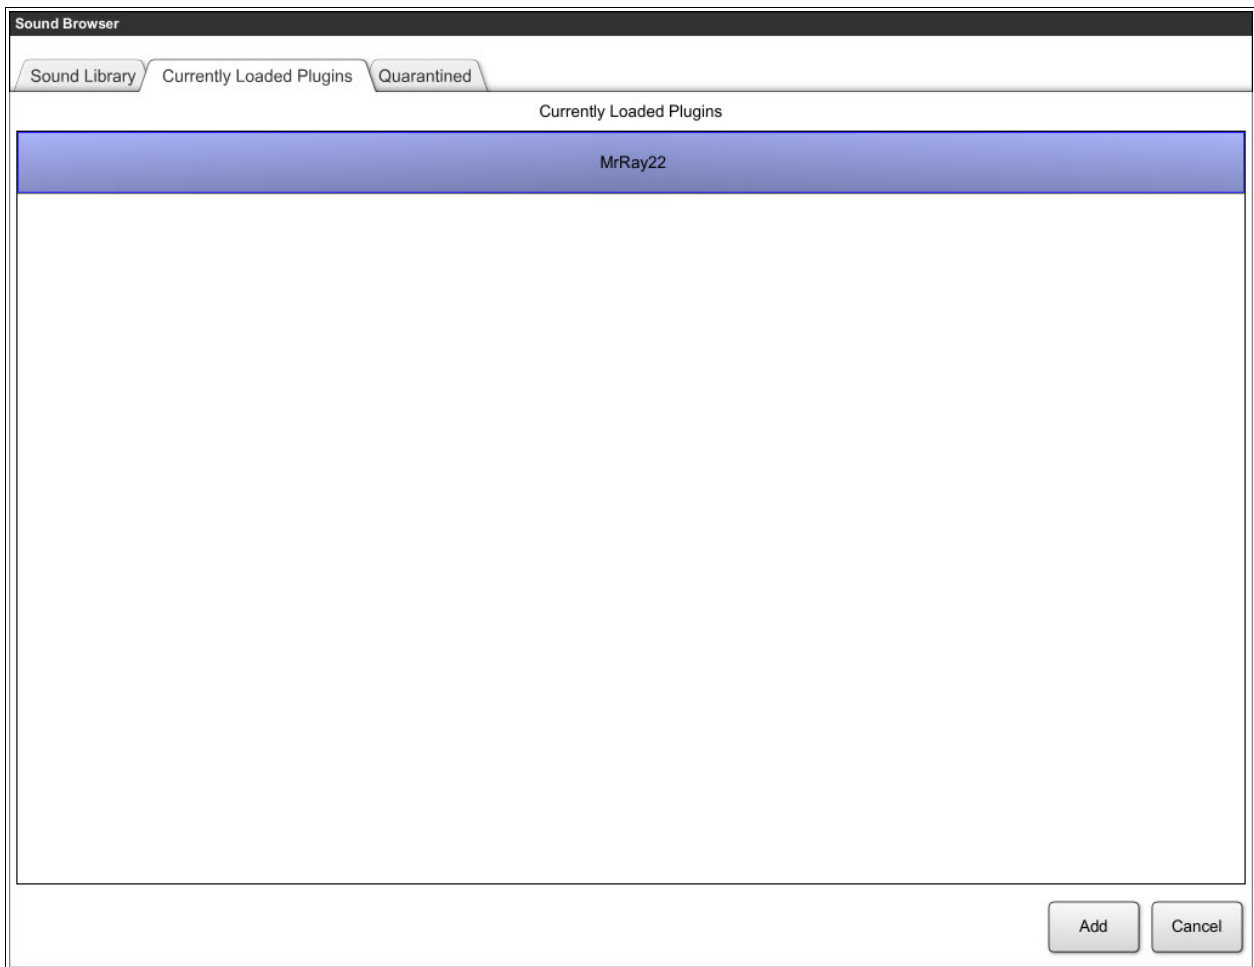 Sound Browser
Sound Library
Currently Loaded Plugins
Quarantined
Currently Loaded Plugins
MrRay22
Add
Cancel